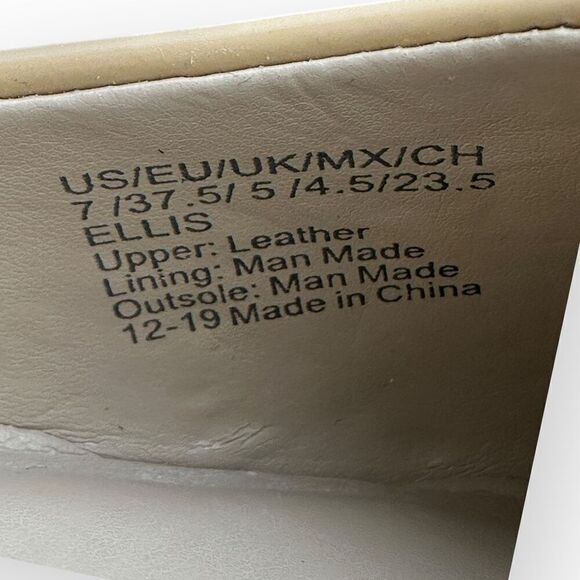 US/EU/UK/MX/CH
7 /37.5/ 5 /4.5/23.5
ELLIS
Upper: Leather
Lining: Man Made
Outsole: Man Made
12-19 Made in China